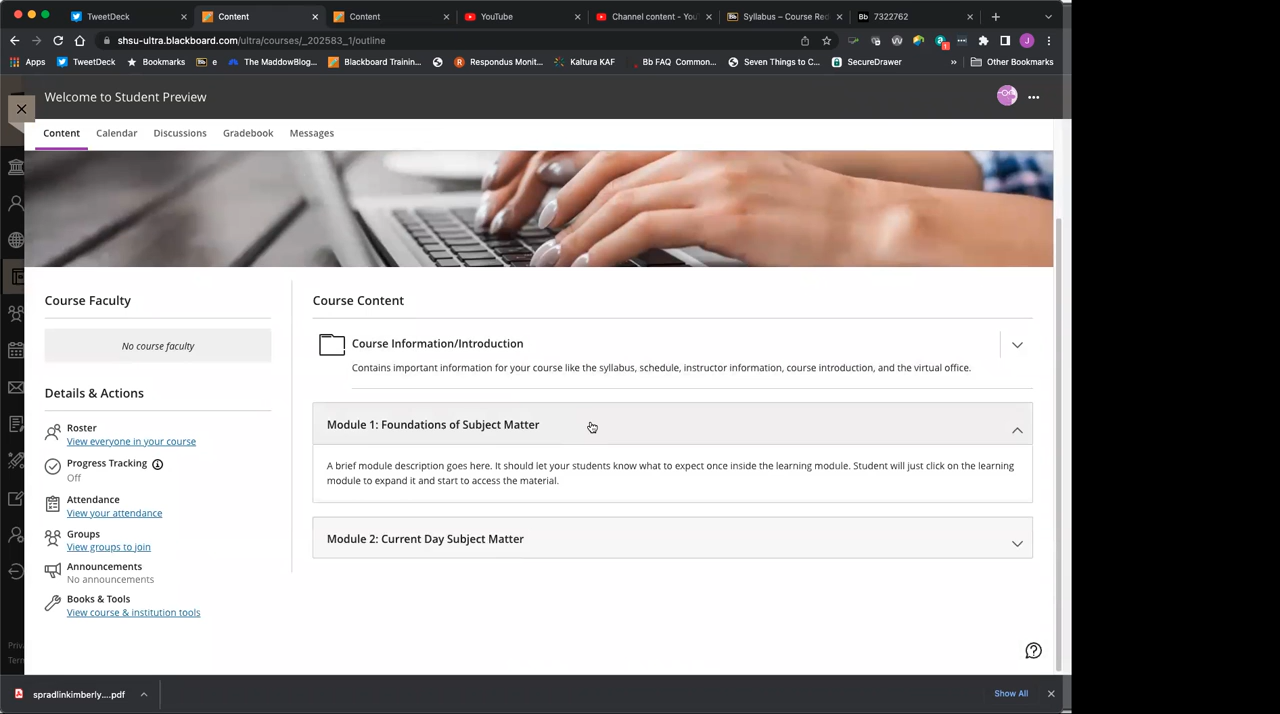 TweetDeck
Content
Content
YouTube
Channel content - You
Syllabus – Course Req
7322762
shsu-ultra.blackboard.com/ultra/courses/_202583_1/outline
Apps
TweetDeck
Bookmarks
e
The MaddowBlog...
Blackboard Trainin...
Respondus Monit...
Kaltura KAF
Bb FAQ Common...
Seven Things to C...
SecureDrawer
»
Other Bookmarks
Welcome to Student Preview
Content
Calendar
Discussions
Gradebook
Messages
Course Faculty
No course faculty
Details & Actions
Roster
View everyone in your course
Progress Tracking
Off
Attendance
View your attendance
Groups
View groups to join
Announcements
No announcements
Books & Tools
View course & institution tools
Course Content
Course Information/Introduction
Contains important information for your course like the syllabus, schedule, instructor information, course introduction, and the virtual office.
Module 1: Foundations of Subject Matter
A brief module description goes here. It should let your students know what to expect once inside the learning module. Student will just click on the learning
module to expand it and start to access the material.
Module 2: Current Day Subject Matter
Priv
Term
spradlinkimberly....pdf
Show All